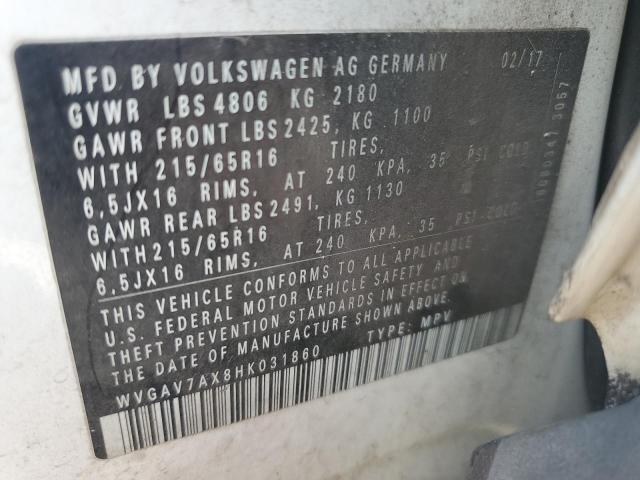 MFD BY VOLKSWAGEN AG GERMANY 02/17
GVWR LBS 4806 KG 2180
GAWR FRONT LBS 2425, KG 1100
WITH 215/65R16 TIRES,
6,5JX16 RIMS, AT 240 KPA, 35 PSI COLD
GAWR REAR LBS 2491, KG 1130
WITH 215/65R16 TIRES,
6,5JX16 RIMS, AT 240 KPA, 35 PSI COLD
THIS VEHICLE CONFORMS TO ALL APPLICABLE
U.S. FEDERAL MOTOR VEHICLE SAFETY AND
THEFT PREVENTION STANDARDS IN EFFECT ON
DATE OF MANUFACTURE SHOWN ABOVE.
WVGAV7AX8HK031860 TYPE: MPV
3057